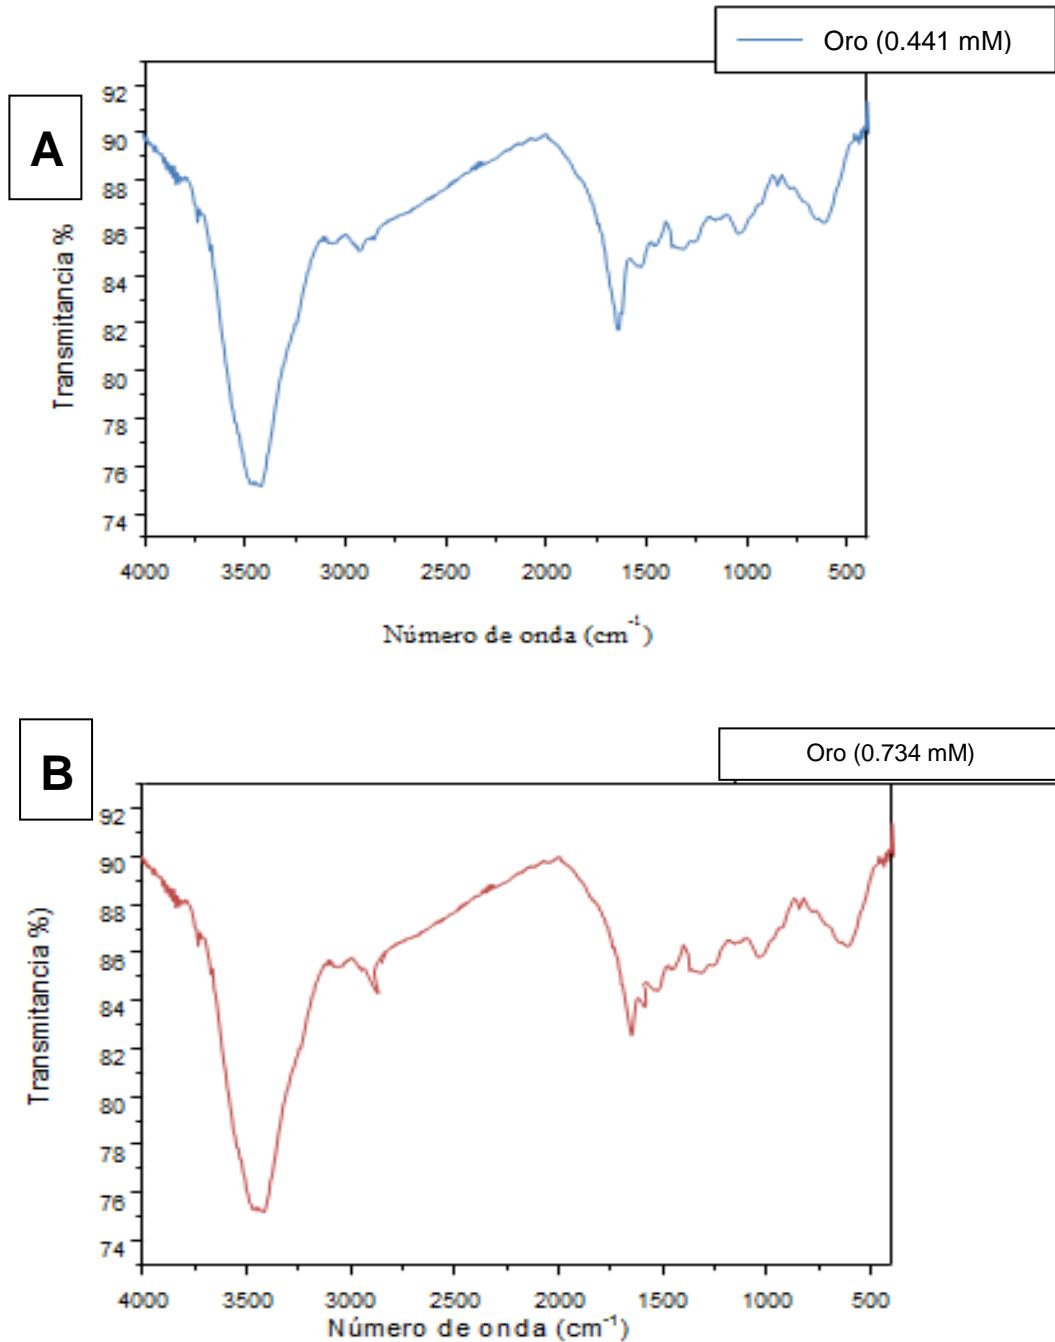 Oro (0.441 mM)
A
92
90
88
86
84
82
80
78
76
74
Transmitancia %
4000 3500 3000 2500 2000 1500 1000 500
Número de onda (cm-1)
Oro (0.734 mM)
B
92
90
88
86
84
82
80
78
76
74
Transmitancia %)
4000 3500 3000 2500 2000 1500 1000 500
Número de onda (cm-1)